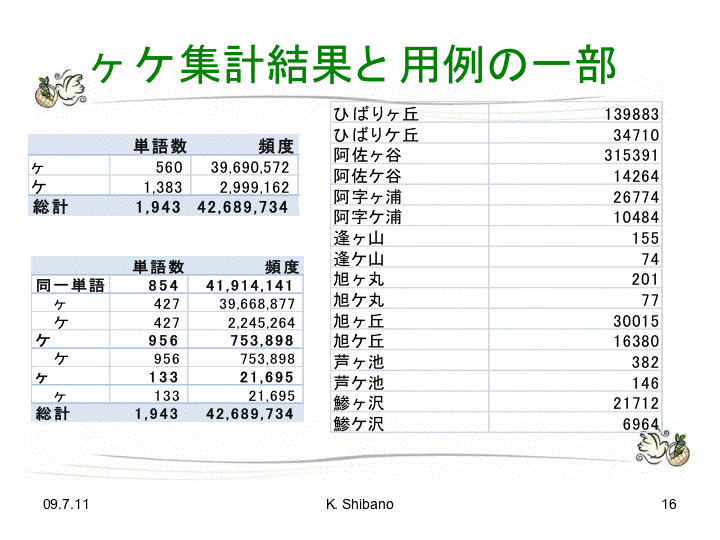 ヶケ集計結果と用例の一部
単語数 頻度
ヶ 560 39,690,572
ケ 1,383 2,999,162
総計 1,943 42,689,734
単語数 頻度
同一単語 854 41,914,141
ヶ 427 39,668,877
ケ 427 2,245,264
ケ 956 753,898
ケ 956 753,898
ヶ 133 21,695
ヶ 133 21,695
総計 1,943 42,689,734
ひばりヶ丘 139883
ひばりケ丘 34710
阿佐ヶ谷 315391
阿佐ケ谷 14264
阿字ヶ浦 26774
阿字ケ浦 10484
逢ヶ山 155
逢ケ山 74
旭ヶ丸 201
旭ケ丸 77
旭ヶ丘 30015
旭ケ丘 16380
芦ヶ池 382
芦ケ池 146
鯵ヶ沢 21712
鯵ケ沢 6964
09.7.11
K. Shibano
16